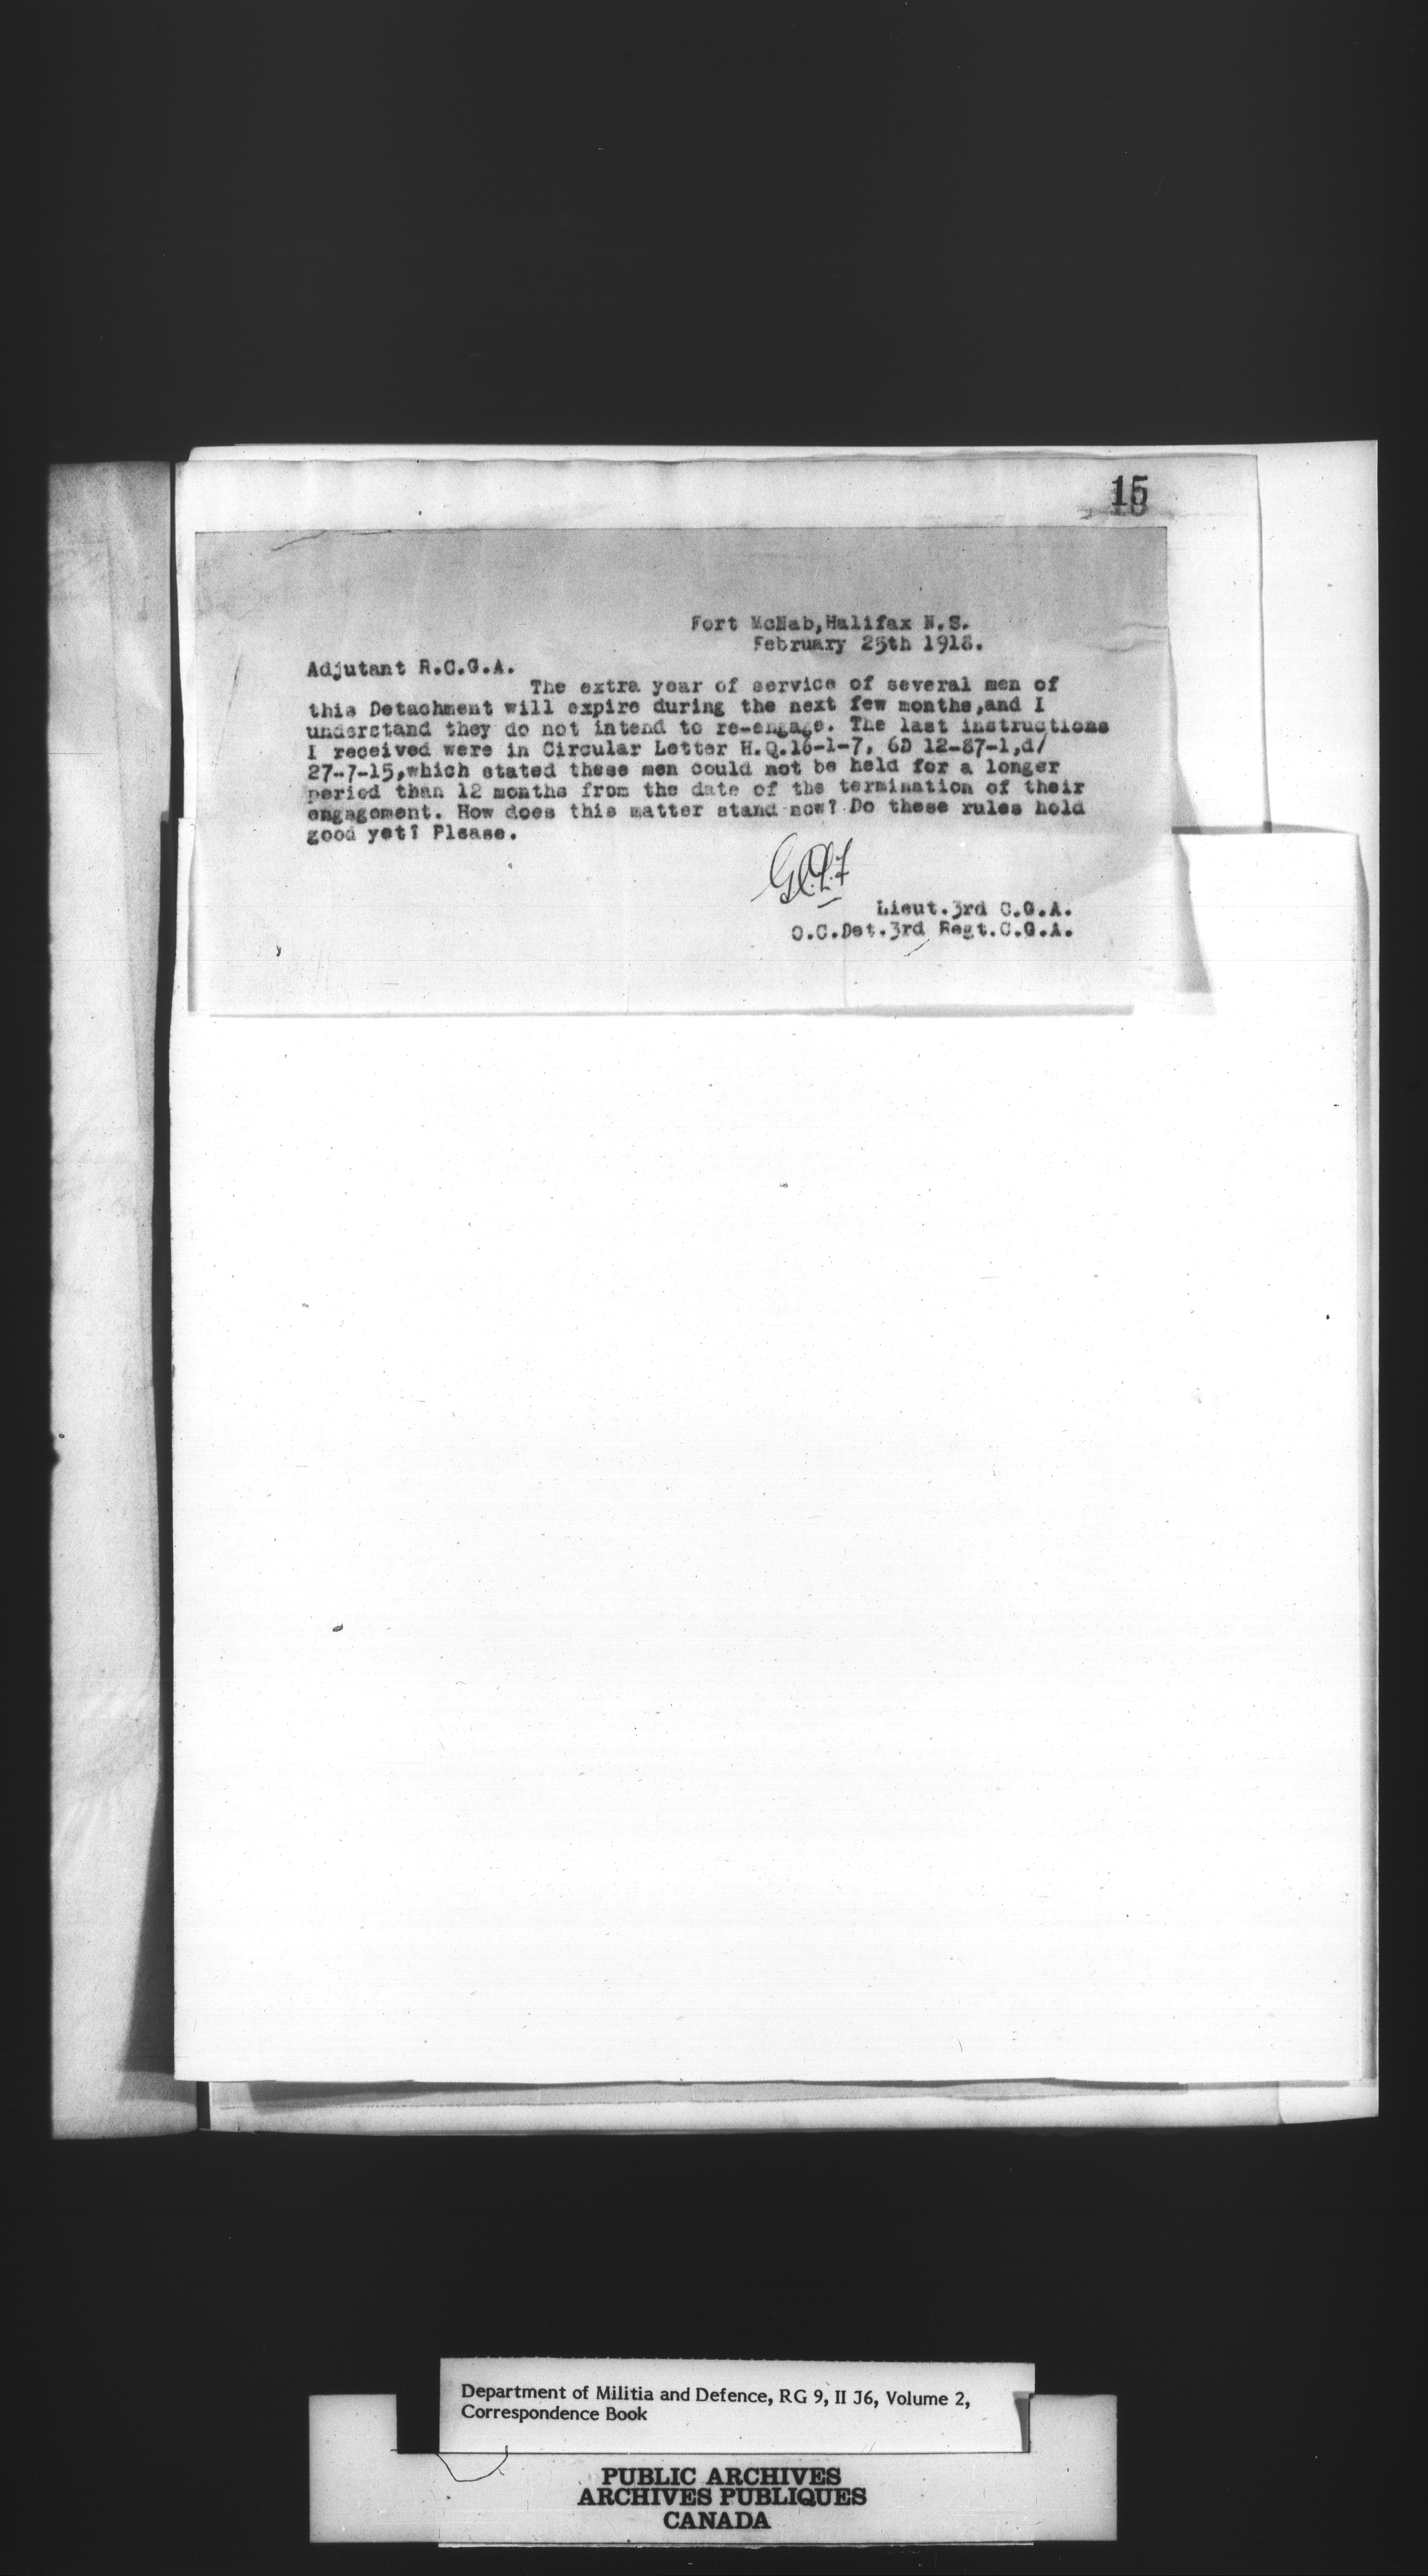 15
Fort McNab,Halifax N.S.
February 25th 1918.
Adjutant R.C.G.A.
The extra year of service of several men of
this Detachment will expire during the next few months,and I
understand they do not intend to re-engage. The last instructions
I received were in Circular Letter H.Q.16-1-7, 6D 12-87-1,d/
27-7-15,which stated these men could not be held for a longer
period than 12 months from the date of the termination of their
engagement. How does this matter stand now? Do these rules hold
good yet? Please.
Lieut.3rd C.G.A.
O.C.Det.3rd Regt.C.G.A.
Department of Militia and Defence, RG 9, II J6, Volume 2,
Correspondence Book
PUBLIC ARCHIVES
ARCHIVES PUBLIQUES
CANADA